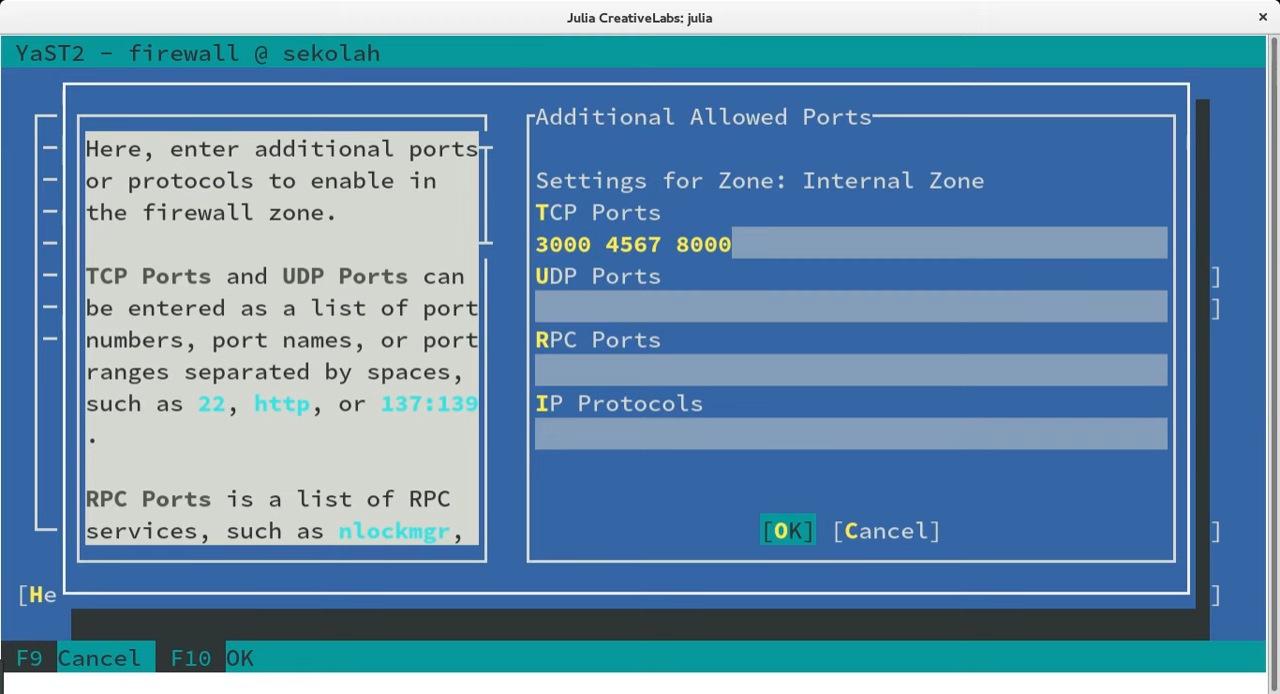 Julia CreativeLabs: julia
×
YaST2 - firewall @ sekolah
Here, enter additional ports
or protocols to enable in
the firewall zone.
TCP Ports and UDP Ports can
be entered as a list of port
numbers, port names, or port
ranges separated by spaces,
such as 22, http, or 137:139
.
RPC Ports is a list of RPC
services, such as nlockmgr,
Additional Allowed Ports
Settings for Zone: Internal Zone
TCP Ports
3000 4567 8000
UDP Ports
RPC Ports
IP Protocols
[OK] [Cancel]
]
]
]
[He
]
F9 Cancel F10 OK